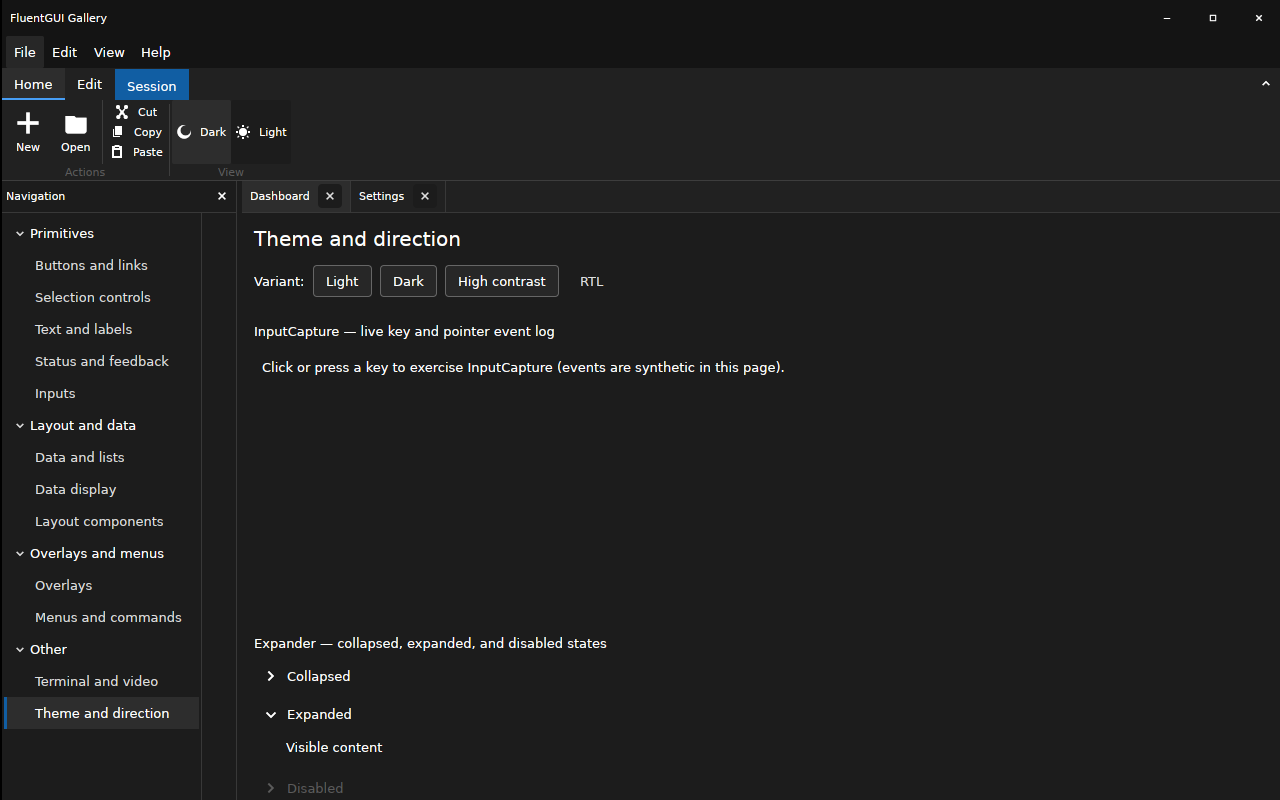 FluentGUI Gallery
File Edit View Help
Home Edit Session
New Open Cut Copy Paste Dark Light
Actions View
Navigation
Dashboard Settings
Primitives
Buttons and links
Selection controls
Text and labels
Status and feedback
Inputs
Layout and data
Data and lists
Data display
Layout components
Overlays and menus
Overlays
Menus and commands
Other
Terminal and video
Theme and direction
Theme and direction
Variant: Light Dark High contrast RTL
InputCapture — live key and pointer event log
Click or press a key to exercise InputCapture (events are synthetic in this page).
Expander — collapsed, expanded, and disabled states
Collapsed
Expanded
Visible content
Disabled